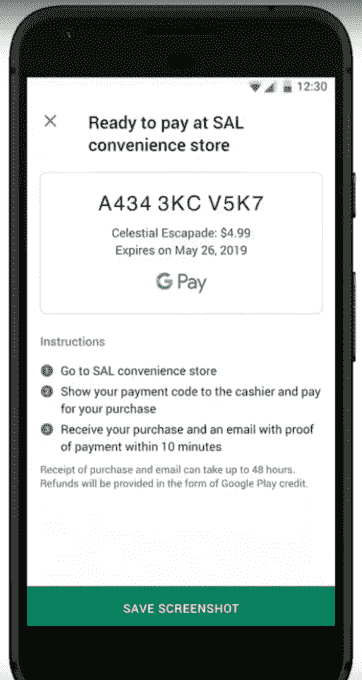 12:30
Ready to pay at SAL
convenience store
A434 3KC V5K7
Celestial Escapade: $4.99
Expires on May 26, 2019
G Pay
Instructions
1 Go to SAL convenience store
2 Show your payment code to the cashier and pay
for your purchase
3 Receive your purchase and an email with proof
of payment within 10 minutes
Receipt of purchase and email can take up to 48 hours.
Refunds will be provided in the form of Google Play credit.
SAVE SCREENSHOT